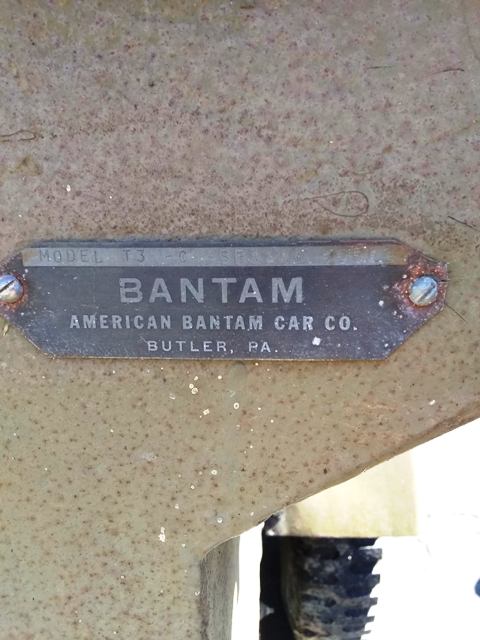 MODEL T3-C
BANTAM
AMERICAN BANTAM CAR CO.
BUTLER, PA.